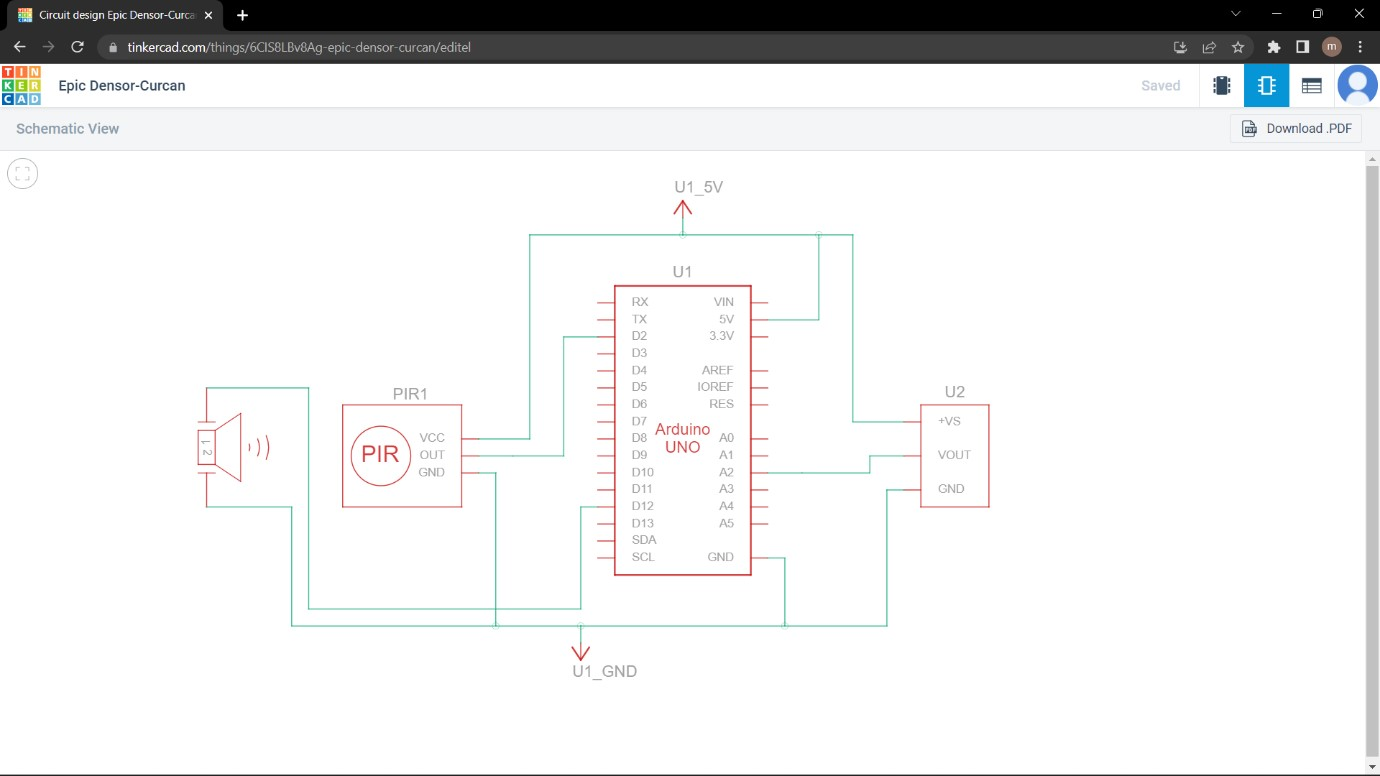 Circuit design Epic Densor-Curca
tinkercad.com/things/6CIS8LBv8Ag-epic-densor-curcan/editel
m
TIN
KER
CAD
Epic Densor-Curcan
Saved
Schematic View
PDF
Download .PDF
U1_5V
U1
RX VIN
TX 5V
D2 3.3V
D3
D4 AREF
D5 IOREF
D6 RES
D7
D8 A0
D9 A1
D10 A2
D11 A3
D12 A4
D13 A5
SDA
SCL GND
Arduino
UNO
1 2
PIR1
PIR
VCC
OUT
GND
U2
+VS
VOUT
GND
U1_GND